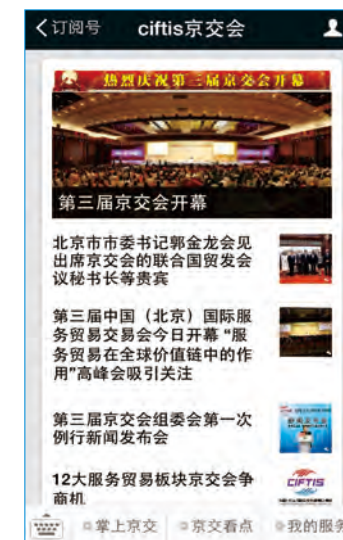 订阅号
ciftis京交会
热烈庆祝第三届京交会开幕
第三届京交会开幕
北京市市委书记郭金龙会见
出席京交会的联合国贸发会
议秘书长等贵宾
第三届中国（北京）国际服
务贸易交易会今日开幕 “服
务贸易在全球价值链中的作
用”高峰会吸引关注
第三届京交会组委会第一次
例行新闻发布会
12大服务贸易板块京交会争
商机
CIFTIS
掌上京交
京交看点
我的服务